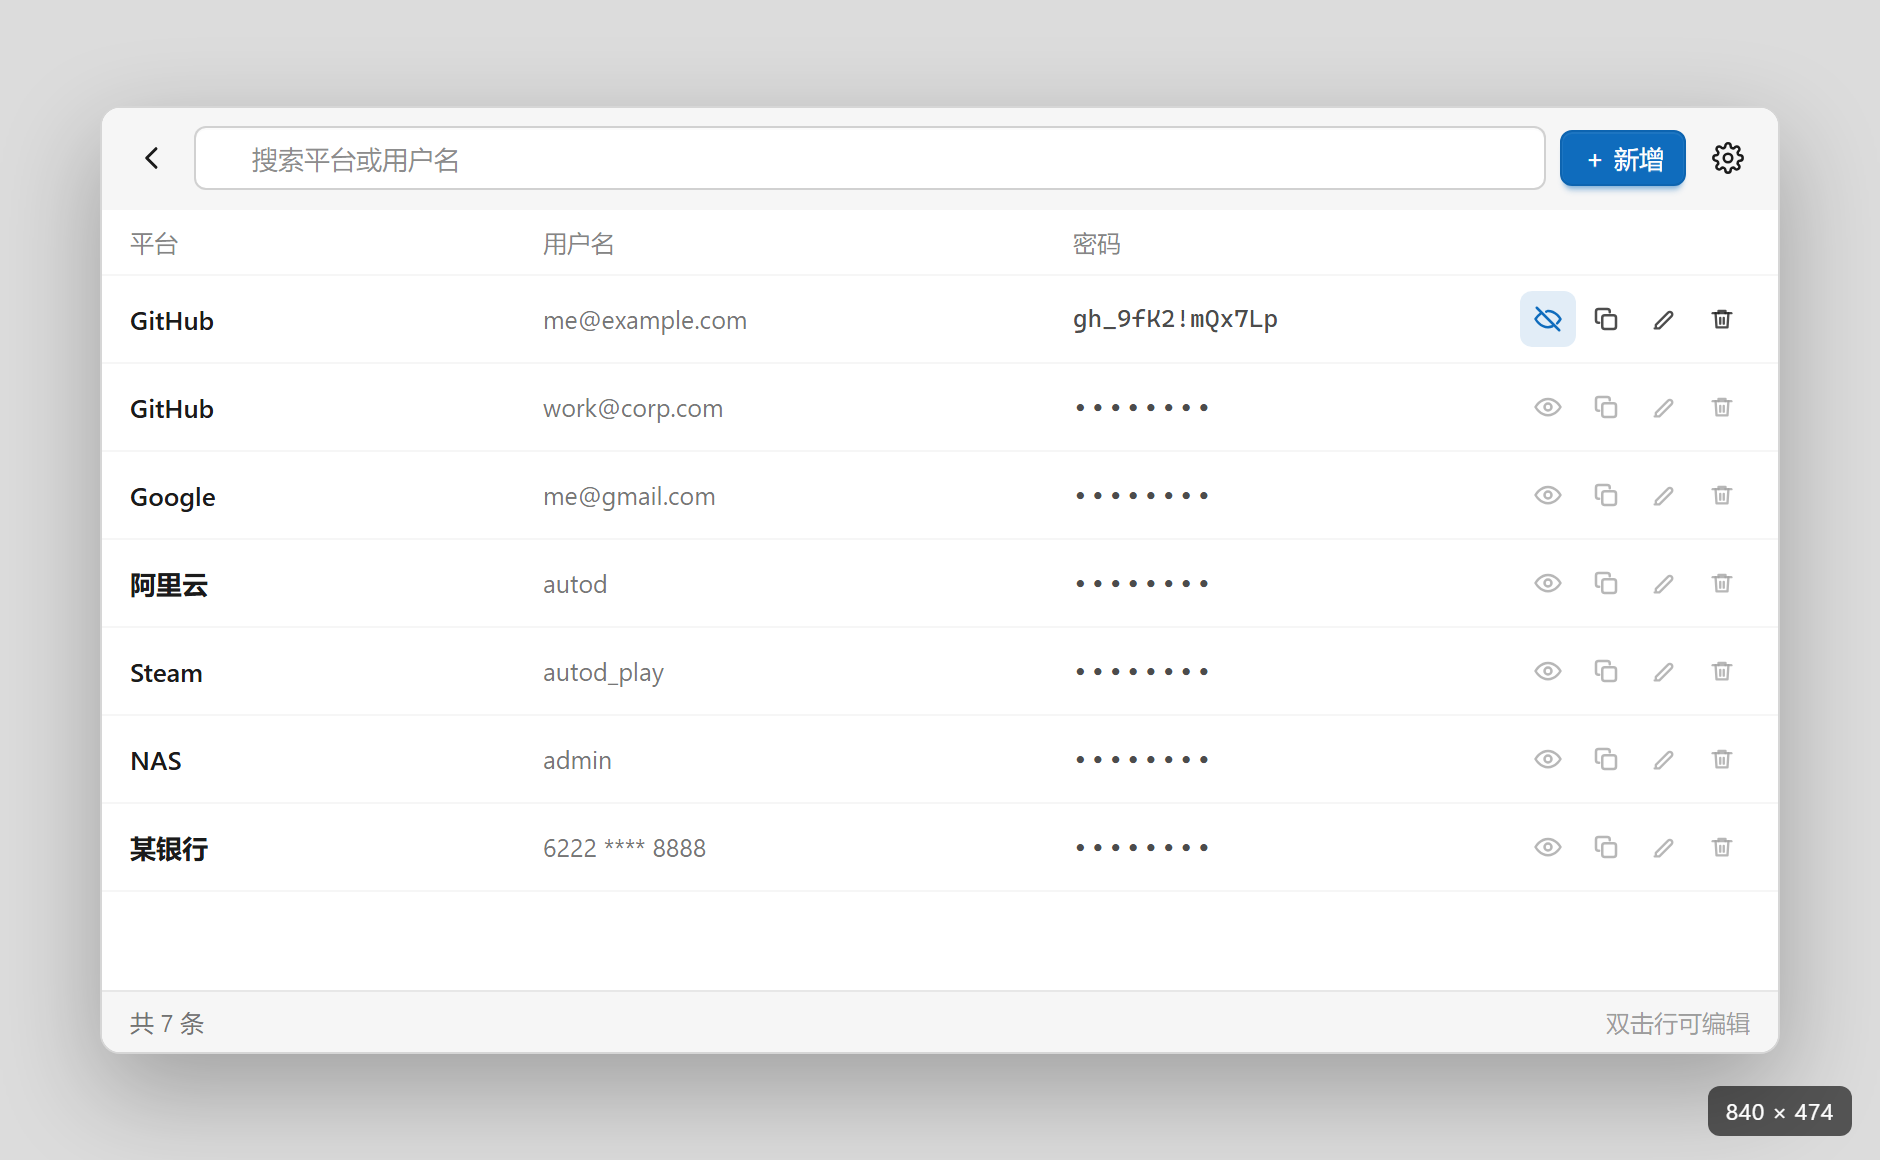 搜索平台或用户名
+ 新增
平台 用户名 密码
GitHub me@example.com gh_9fK2!mQx7Lp
GitHub work@corp.com ••••••••
Google me@gmail.com ••••••••
阿里云 autod ••••••••
Steam autod_play ••••••••
NAS admin ••••••••
某银行 6222 **** 8888 ••••••••
共 7 条 双击行可编辑
840 × 474